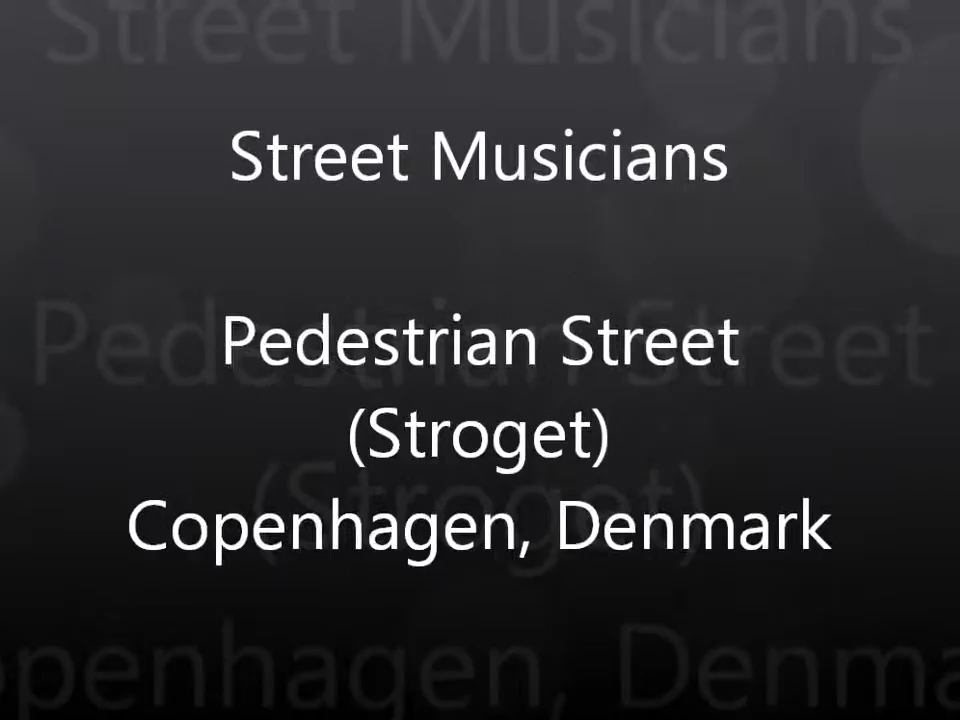 Street Musicians
Pedestrian Street
(Stroget)
Copenhagen, Denmark